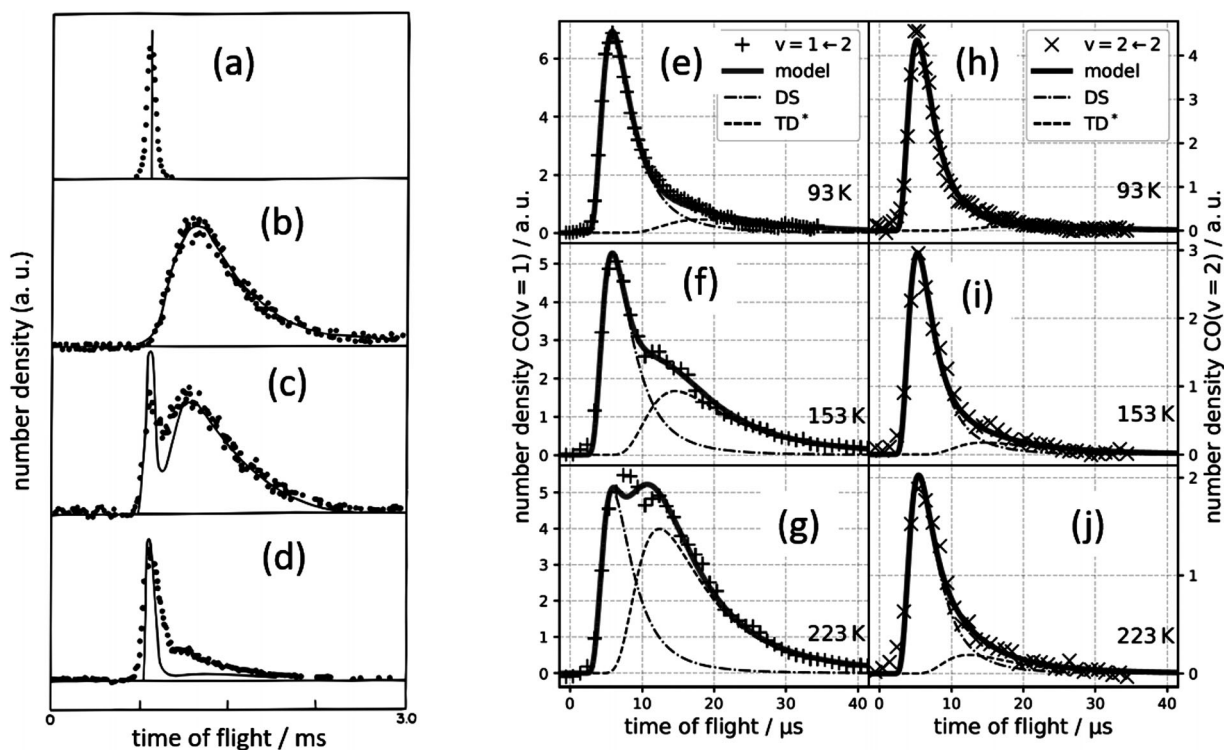 number density (a. u.)
(a)
(b)
(c)
(d)
0
3.0
time of flight / ms
number density CO(v = 1) / a. u.
(e)
v = 1 ← 2
model
DS
TD*
93 K
6
4
2
0
(f)
153 K
5
4
3
2
1
0
(g)
223 K
5
4
3
2
1
0
0 10 20 30 40
time of flight / μs
(h)
v = 2 ← 2
model
DS
TD*
93 K
4
3
2
1
0
(i)
153 K
3
2
1
0
(j)
223 K
2
1
0
0 10 20 30 40
time of flight / μs
number density CO(v = 2) / a. u.